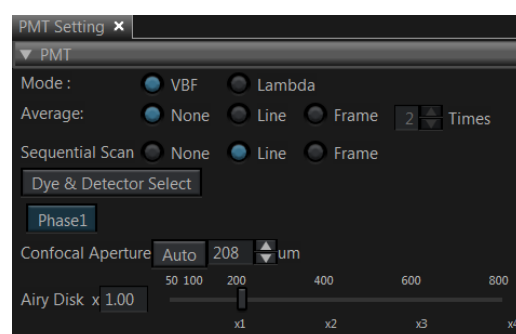 PMT Setting ×
▼ PMT
Mode : VBF Lambda
Average: None Line Frame 2 Times
Sequential Scan None Line Frame
Dye & Detector Select
Phase1
Confocal Aperture Auto 208 um
50 100 200 400 600 800
Airy Disk x 1.00
x1 x2 x3 x4